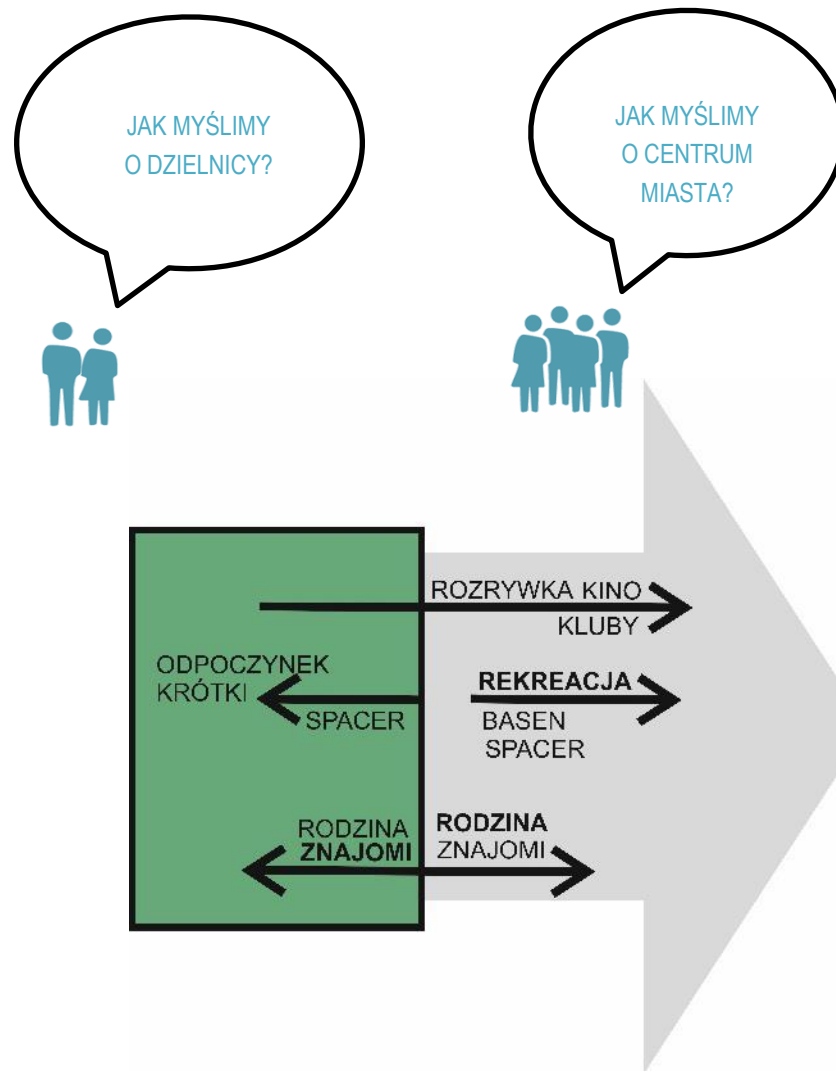 JAK MYŚLIMY
O DZIELNICY?
JAK MYŚLIMY
O CENTRUM
MIASTA?
ROZRYWKA KINO
KLUBY
ODPOCZYNEK
KRÓTKI
SPACER
REKREACJA
BASEN
SPACER
RODZINA
ZNAJOMI
RODZINA
ZNAJOMI